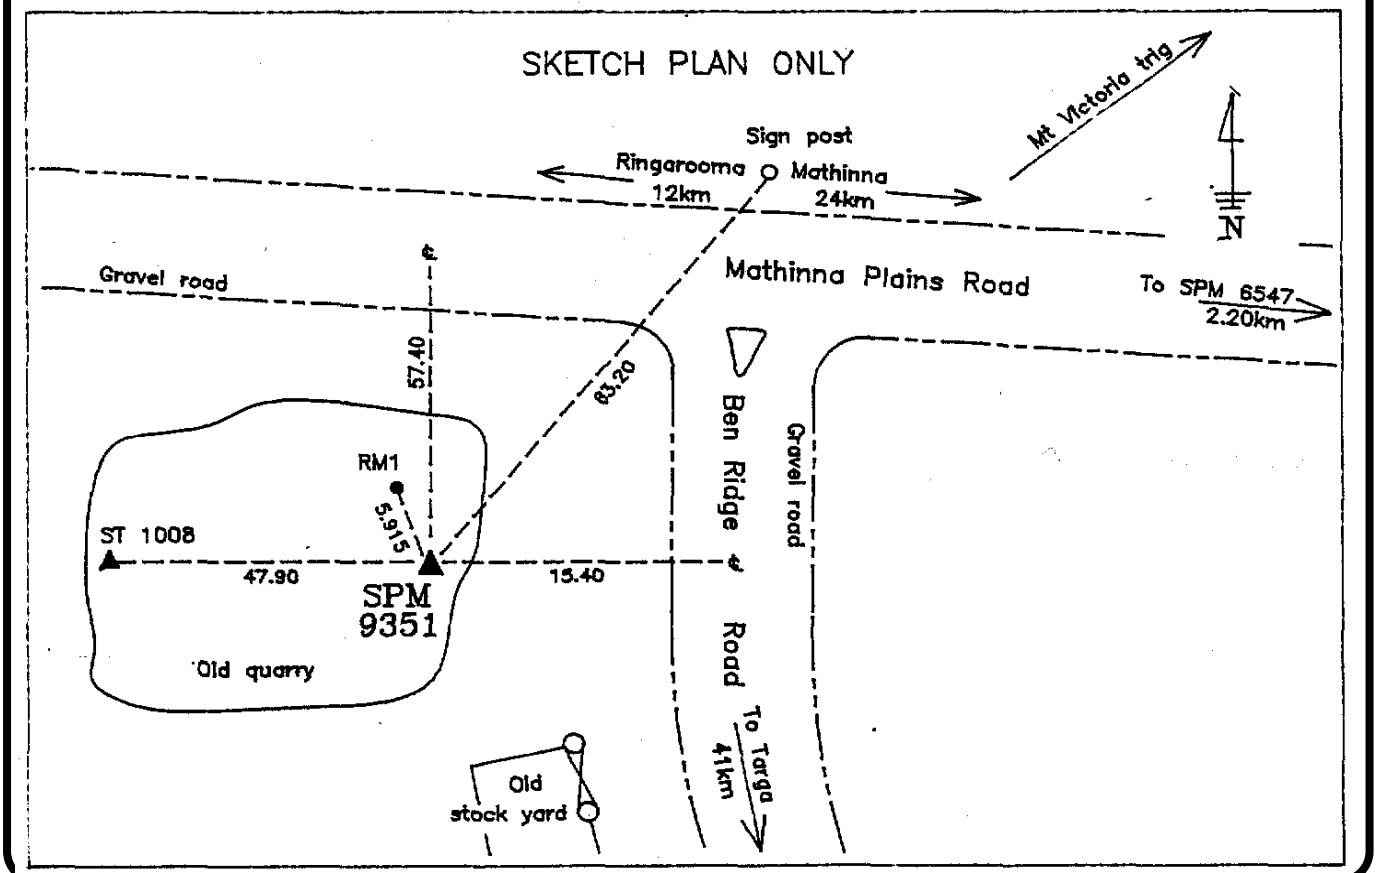 SKETCH PLAN ONLY
Mt Victoria trig
Sign post
Ringarooma
Mathinna
12km
24km
N
℄
Gravel road
Mathinna Plains Road
To SPM 6547
2.20km
57.40
Ben Ridge Road
Gravel road
RM1
5.915
ST 1008
47.90
15.40
℄
SPM
9351
Old quarry
To Targa
41km
Old
stock yard